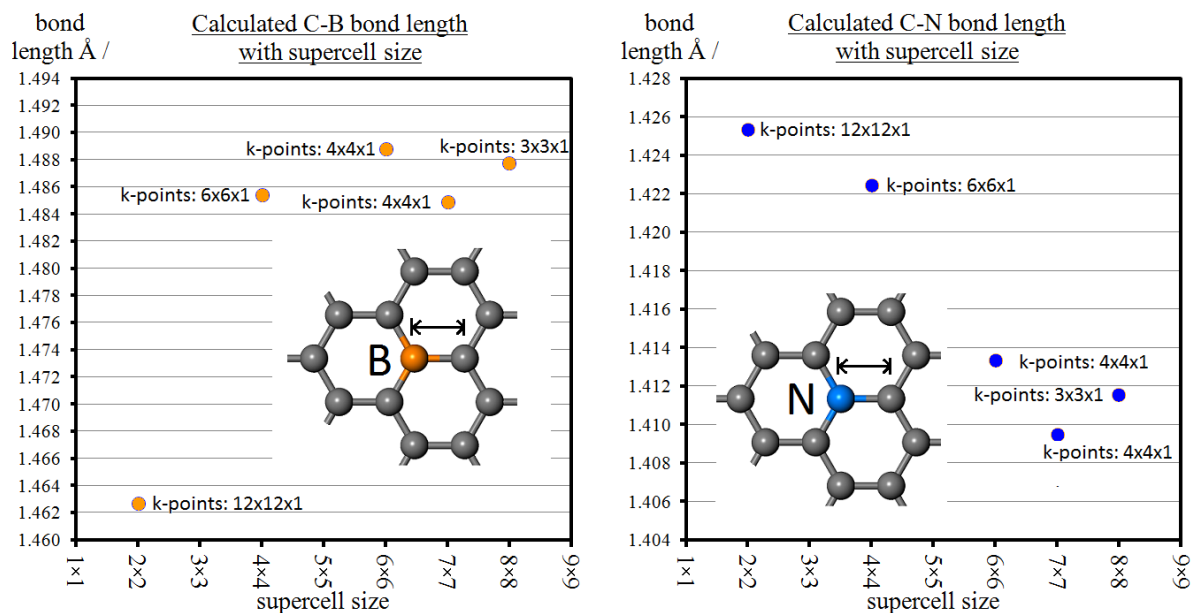 bond
length Å /
Calculated C-B bond length
with supercell size
1.494
1.492
1.490
1.488
1.486
1.484
1.482
1.480
1.478
1.476
1.474
1.472
1.470
1.468
1.466
1.464
1.462
1.460
k-points: 4x4x1
k-points: 3x3x1
k-points: 6x6x1
k-points: 4x4x1
B
k-points: 12x12x1
1×1
2×2
3×3
4×4
5×5
6×6
7×7
8×8
9×9
supercell size
bond
length Å /
Calculated C-N bond length
with supercell size
1.428
1.426
1.424
1.422
1.420
1.418
1.416
1.414
1.412
1.410
1.408
1.406
1.404
k-points: 12x12x1
k-points: 6x6x1
N
k-points: 4x4x1
k-points: 3x3x1
k-points: 4x4x1
1×1
2×2
3×3
4×4
5×5
6×6
7×7
8×8
9×9
supercell size